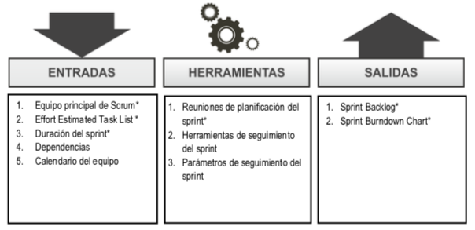 ENTRADAS
1. Equipo principal de Scrum*
2. Effort Estimated Task List*
3. Duración del sprint*
4. Dependencias
5. Calendario del equipo
HERRAMIENTAS
1. Reuniones de planificación del
sprint*
2. Herramientas de seguimiento
del sprint
3. Parámetros de seguimiento del
sprint
SALIDAS
1. Sprint Backlog*
2. Sprint Burndown Chart*